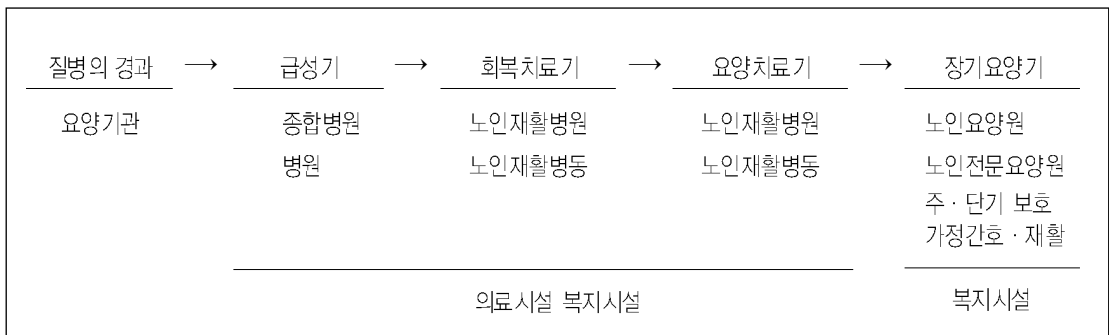 질병의 경과 → 급성기 → 회복치료기 → 요양치료기 → 장기요양기
요양기관 종합병원 노인재활병원 노인재활병원 노인요양원
병원 노인재활병동 노인재활병동 노인전문요양원
주·단기 보호
가정간호·재활
의료시설 복지시설 복지시설